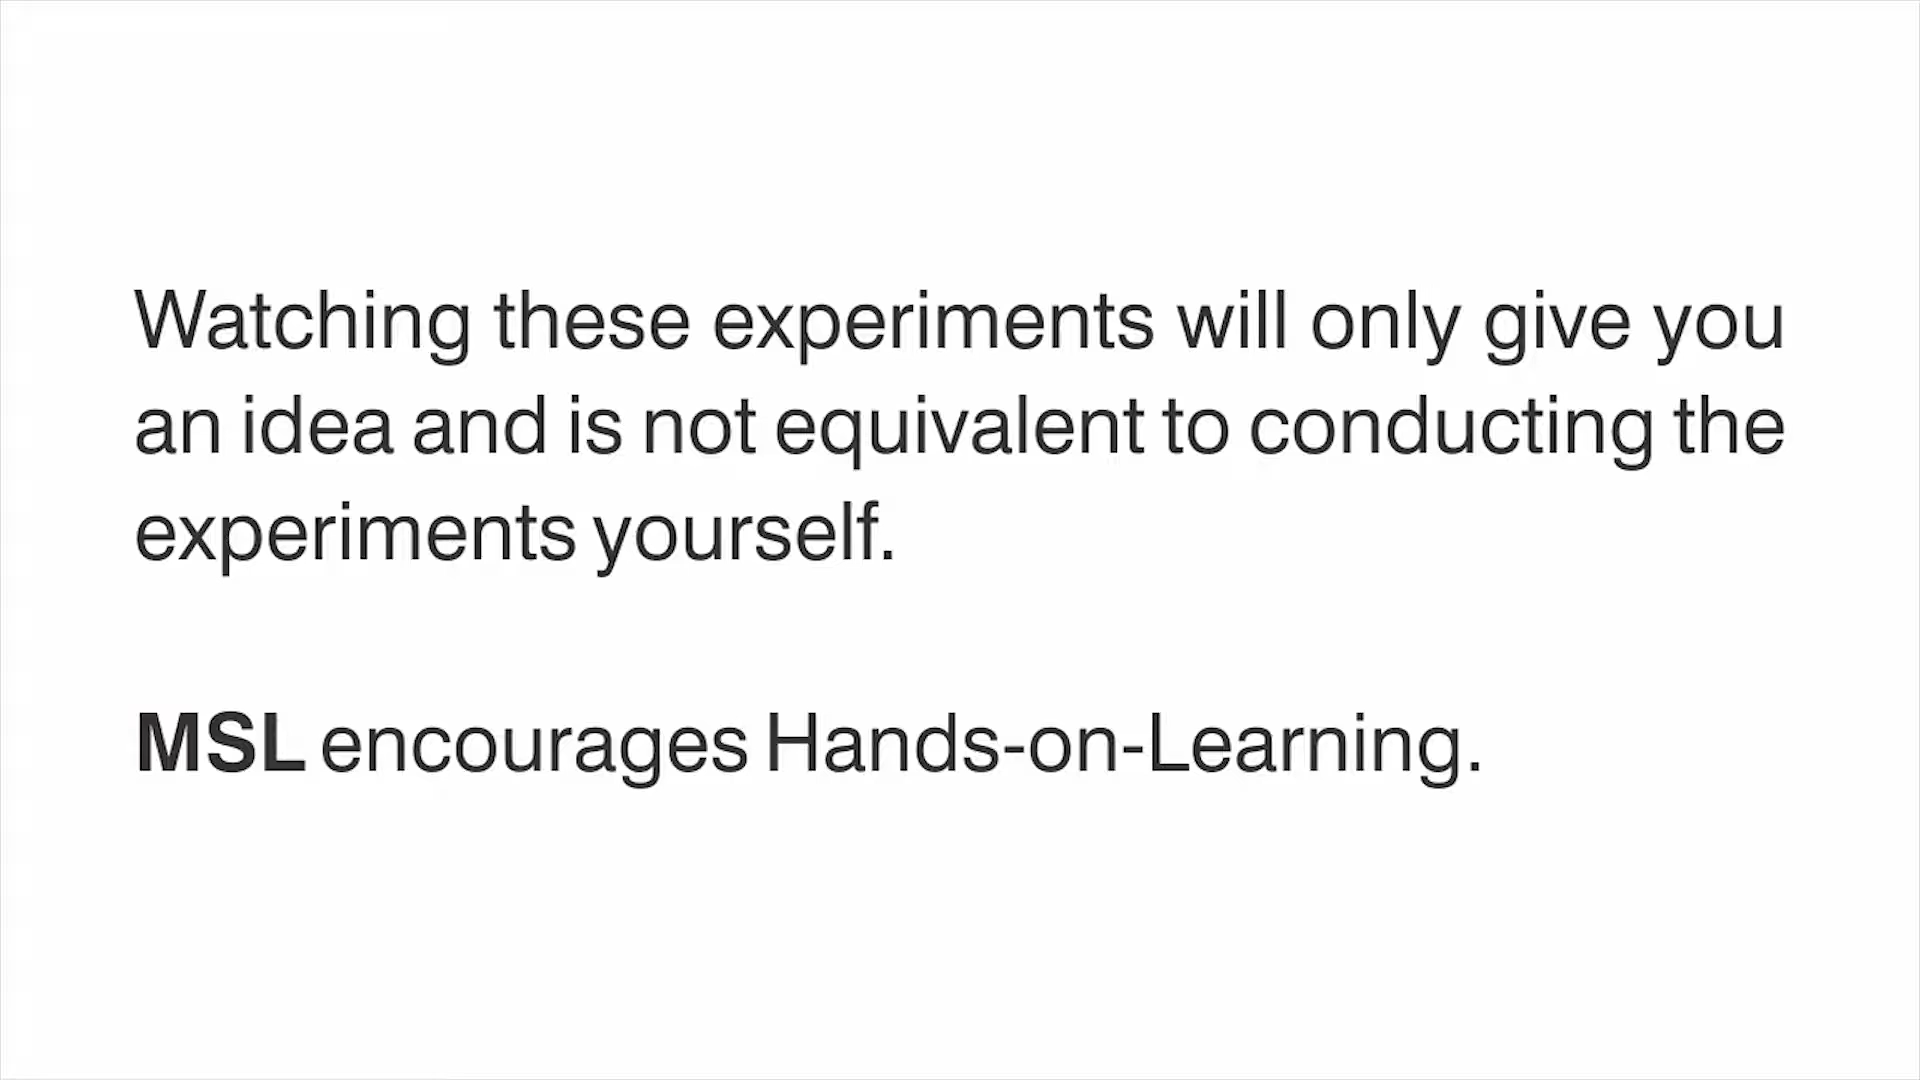 Watching these experiments will only give you
an idea and is not equivalent to conducting the
experiments yourself.
MSL encourages Hands-on-Learning.